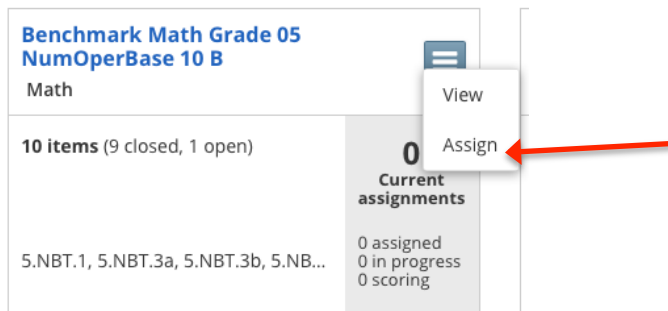 Benchmark Math Grade 05
NumOperBase 10 B
Math
View
Assign
10 items (9 closed, 1 open)
0
Current
assignments
5.NBT.1, 5.NBT.3a, 5.NBT.3b, 5.NB...
0 assigned
0 in progress
0 scoring